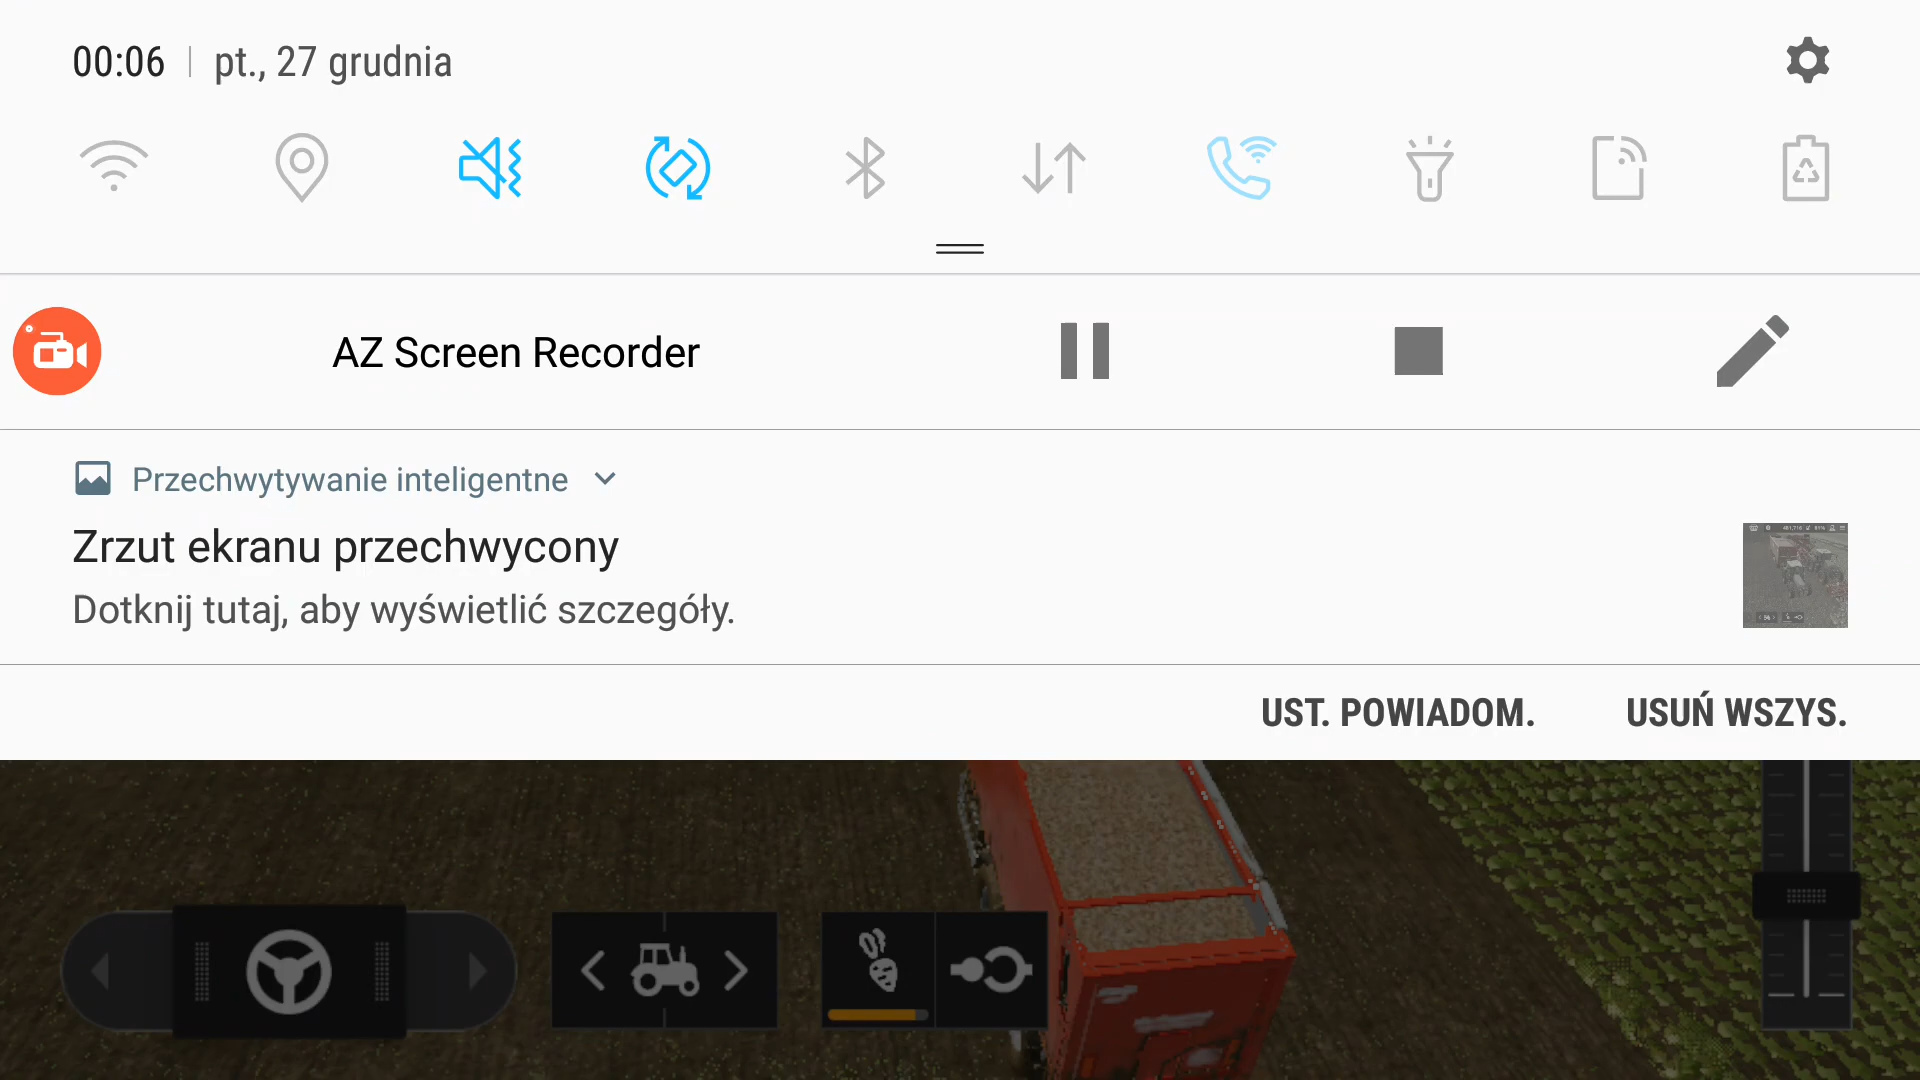 00:06 | pt., 27 grudnia
AZ Screen Recorder
Przechwytywanie inteligentne
Zrzut ekranu przechwycony
Dotknij tutaj, aby wyświetlić szczegóły.
UST. POWIADOM. USUŃ WSZYS.